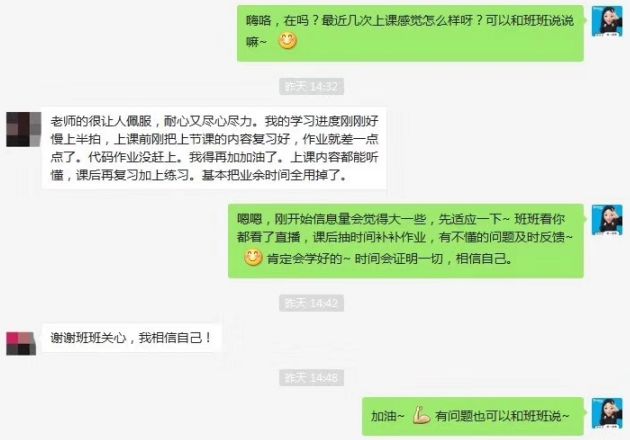 嗨咯，在吗？最近几次上课感觉怎么样呀？可以和班班说说
嘛~
昨天 14:32
老师的很让人佩服，耐心又尽心尽力。我的学习进度刚刚好
慢上半拍，上课前刚把上节课的内容复习好，作业就差一点
点了。代码作业没赶上。我得再加加油了。上课内容都能听
懂，课后再复习加上练习。基本把业余时间全用掉了。
嗯嗯，刚开始信息量会觉得大一些，先适应一下~ 班班看你
都看了直播，课后抽时间补补作业，有不懂的问题及时反馈~
肯定会学好的~ 时间会证明一切，相信自己。
昨天 14:42
谢谢班班关心，我相信自己！
昨天 14:48
加油~ 有问题也可以和班班说~